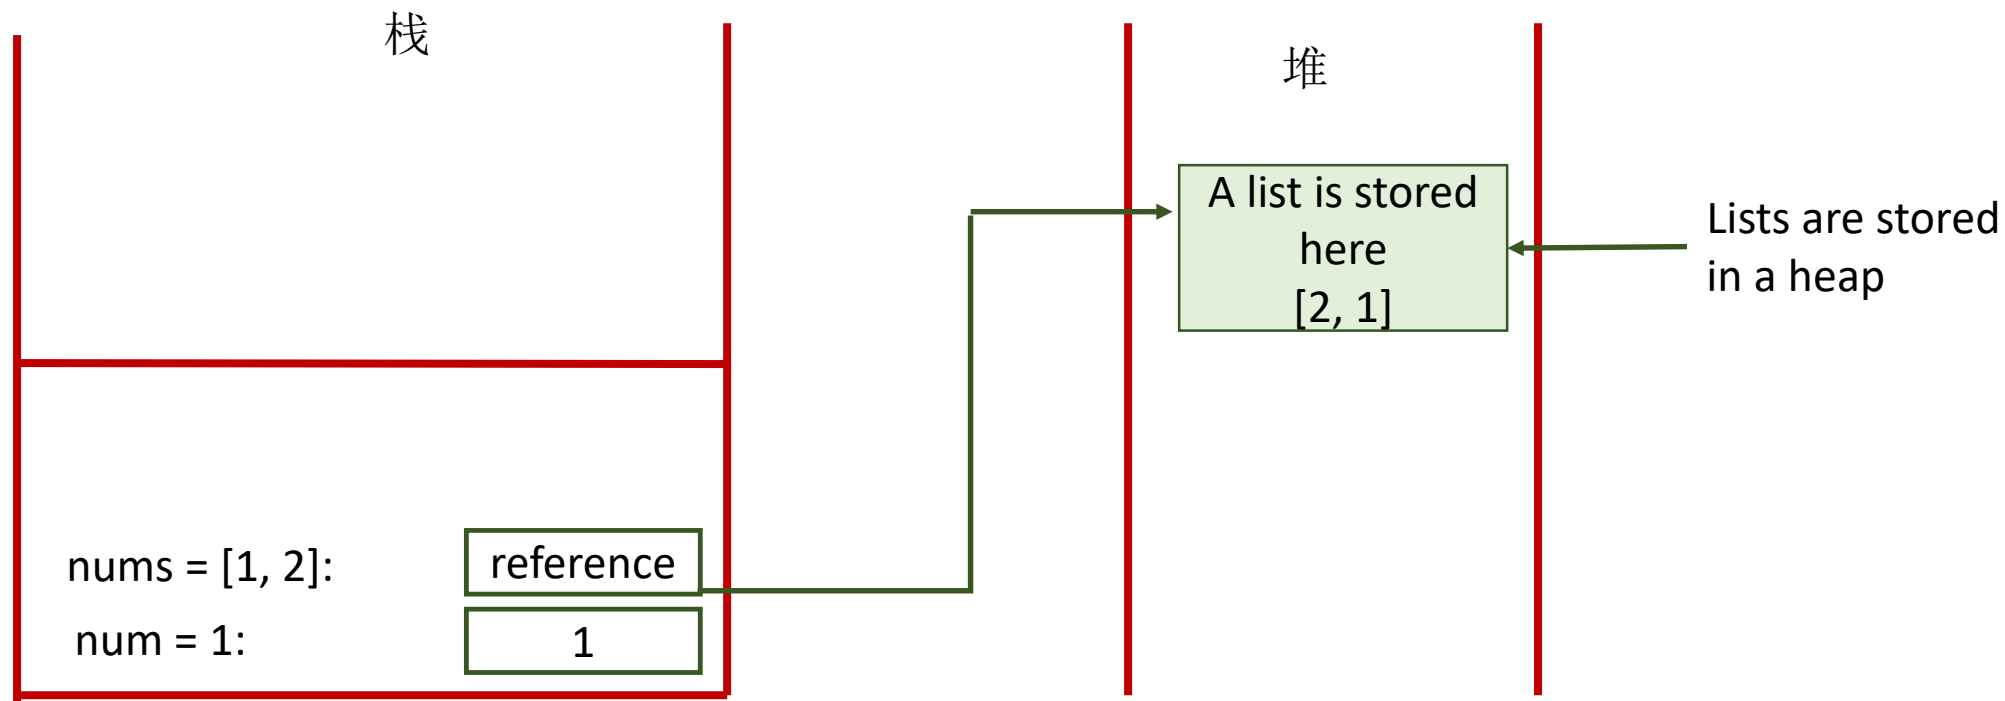 栈
堆
A list is stored
here
[2, 1]
Lists are stored
in a heap
nums = [1, 2]:
reference
num = 1:
1